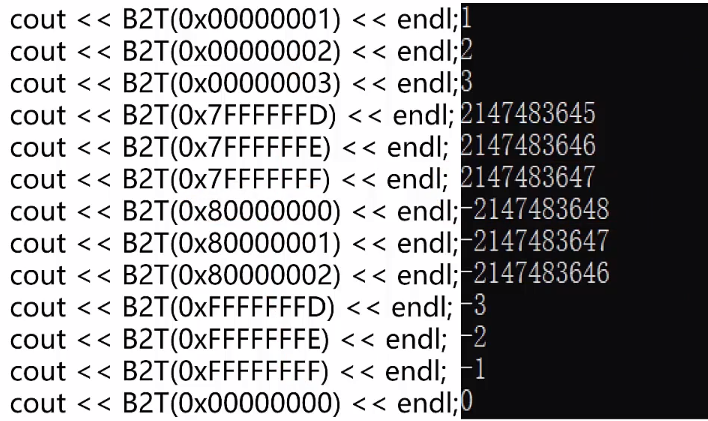 cout << B2T(0x00000001) << endl;1
cout << B2T(0x00000002) << endl;2
cout << B2T(0x00000003) << endl;3
cout << B2T(0x7FFFFFFD) << endl;2147483645
cout << B2T(0x7FFFFFFE) << endl;2147483646
cout << B2T(0x7FFFFFFF) << endl;2147483647
cout << B2T(0x80000000) << endl;-2147483648
cout << B2T(0x80000001) << endl;-2147483647
cout << B2T(0x80000002) << endl;-2147483646
cout << B2T(0xFFFFFFFD) << endl;-3
cout << B2T(0xFFFFFFFE) << endl;-2
cout << B2T(0xFFFFFFFF) << endl;-1
cout << B2T(0x00000000) << endl;0